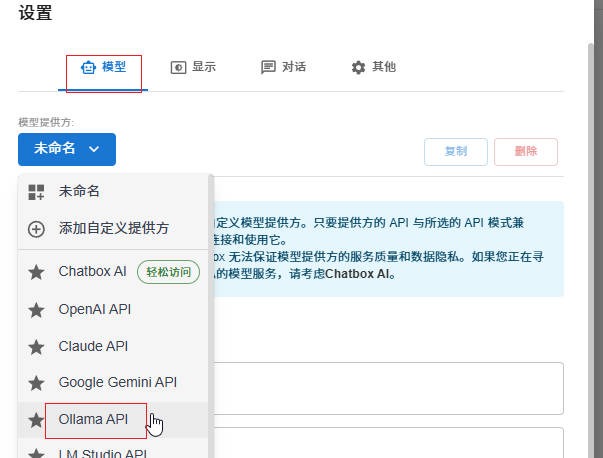 设置
模型 显示 对话 其他
模型提供方:
未命名 复制 删除
未命名
添加自定义提供方
定义模型提供方。只要提供方的 API 与所选的 API 模式兼
连接和使用它。
ox 无法保证模型提供方的服务质量和数据隐私。如果您正在寻
的模型服务，请考虑Chatbox AI。
Chatbox AI 轻松访问
OpenAI API
Claude API
Google Gemini API
Ollama API
LM Studio API